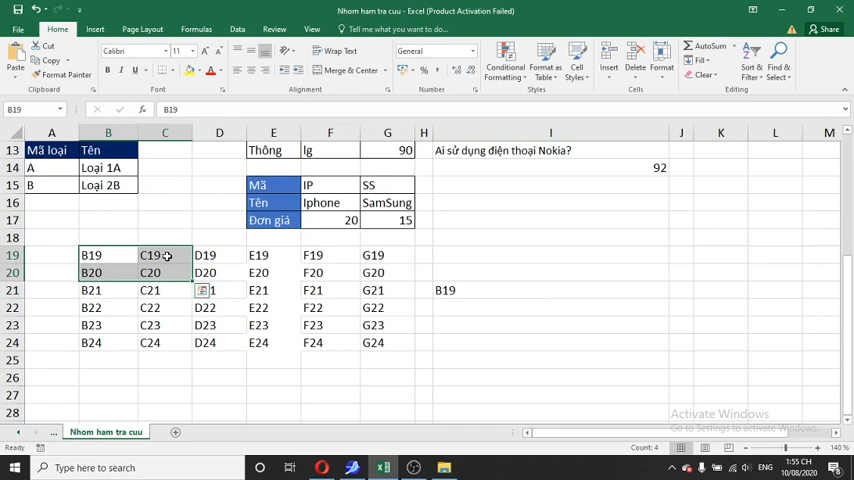 Nhom ham tra cuu - Excel (Product Activation Failed)
File Home Insert Page Layout Formulas Data Review View Tell me what you want to do... Share
Paste Cut Copy Format Painter
Calibri 11 Wrap Text General
B I U Merge & Center $ % ,
Conditional Formatting Format as Table Cell Styles Insert Delete Format
AutoSum Fill Clear Sort & Filter Find & Select
Clipboard Font Alignment Number Styles Cells Editing
B19 fx B19
A B C D E F G H I J K L M
13 Mã loại Tên Thông lg 90 Ai sử dụng điện thoại Nokia?
14 A Loại 1A 92
15 B Loại 2B Mã IP SS
16 Tên Iphone SamSung
17 Đơn giá 20 15
18
19 B19 C19 D19 E19 F19 G19
20 B20 C20 D20 E20 F20 G20
21 B21 C21 1 E21 F21 G21 B19
22 B22 C22 D22 E22 F22 G22
23 B23 C23 D23 E23 F23 G23
24 B24 C24 D24 E24 F24 G24
25
26
27
28
Activate Windows
Go to Settings to activate Windows.
... Nhom ham tra cuu
Ready Count: 4 140%
Type here to search ENG 1:55 CH
10/08/2020 8